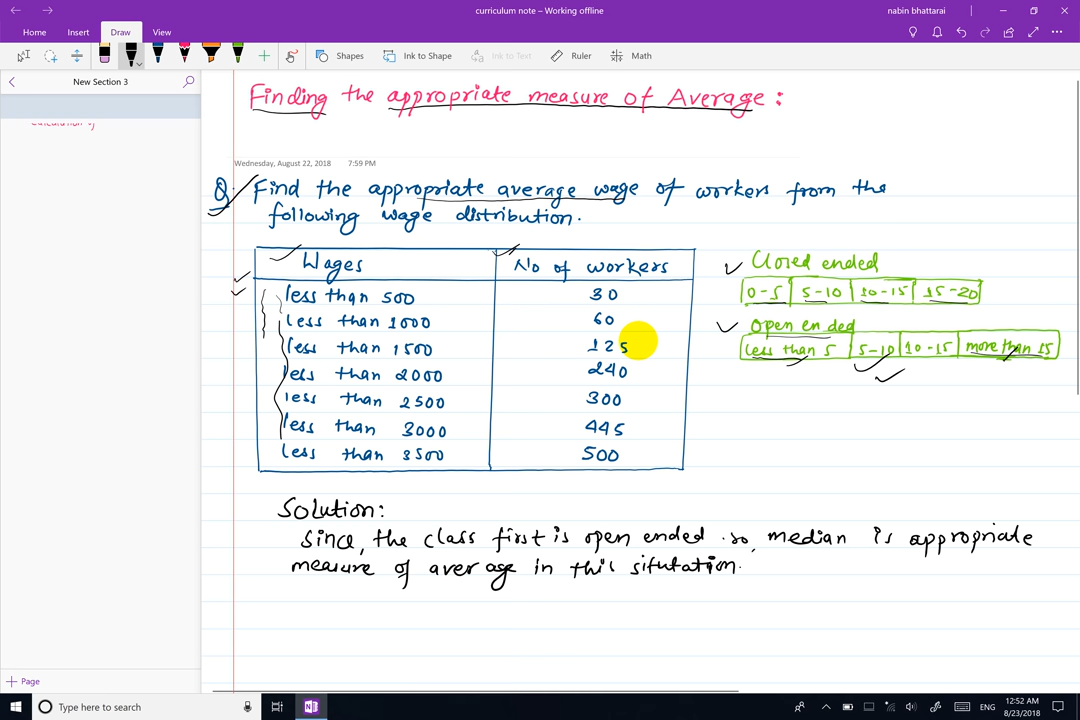 curriculum note – Working offline
nabin bhattarai
Home Insert Draw View
Shapes Ink to Shape Ink to Text Ruler Math
New Section 3
Finding the appropriate measure of Average:
Wednesday, August 22, 2018 7:59 PM
Q. Find the appropriate average wage of workers from the
following wage distribution.
Wages No of workers
less than 500 30
less than 1000 60
less than 1500 125
less than 2000 240
less than 2500 300
less than 3000 445
less than 3500 500
Closed ended
0-5 5-10 10-15 15-20
Open ended
less than 5 5-10 10-15 more than 15
Solution:
Since, the class first is open ended so, median is appropriate
measure of average in this situtation.
Page
Type here to search
ENG
12:52 AM
8/23/2018